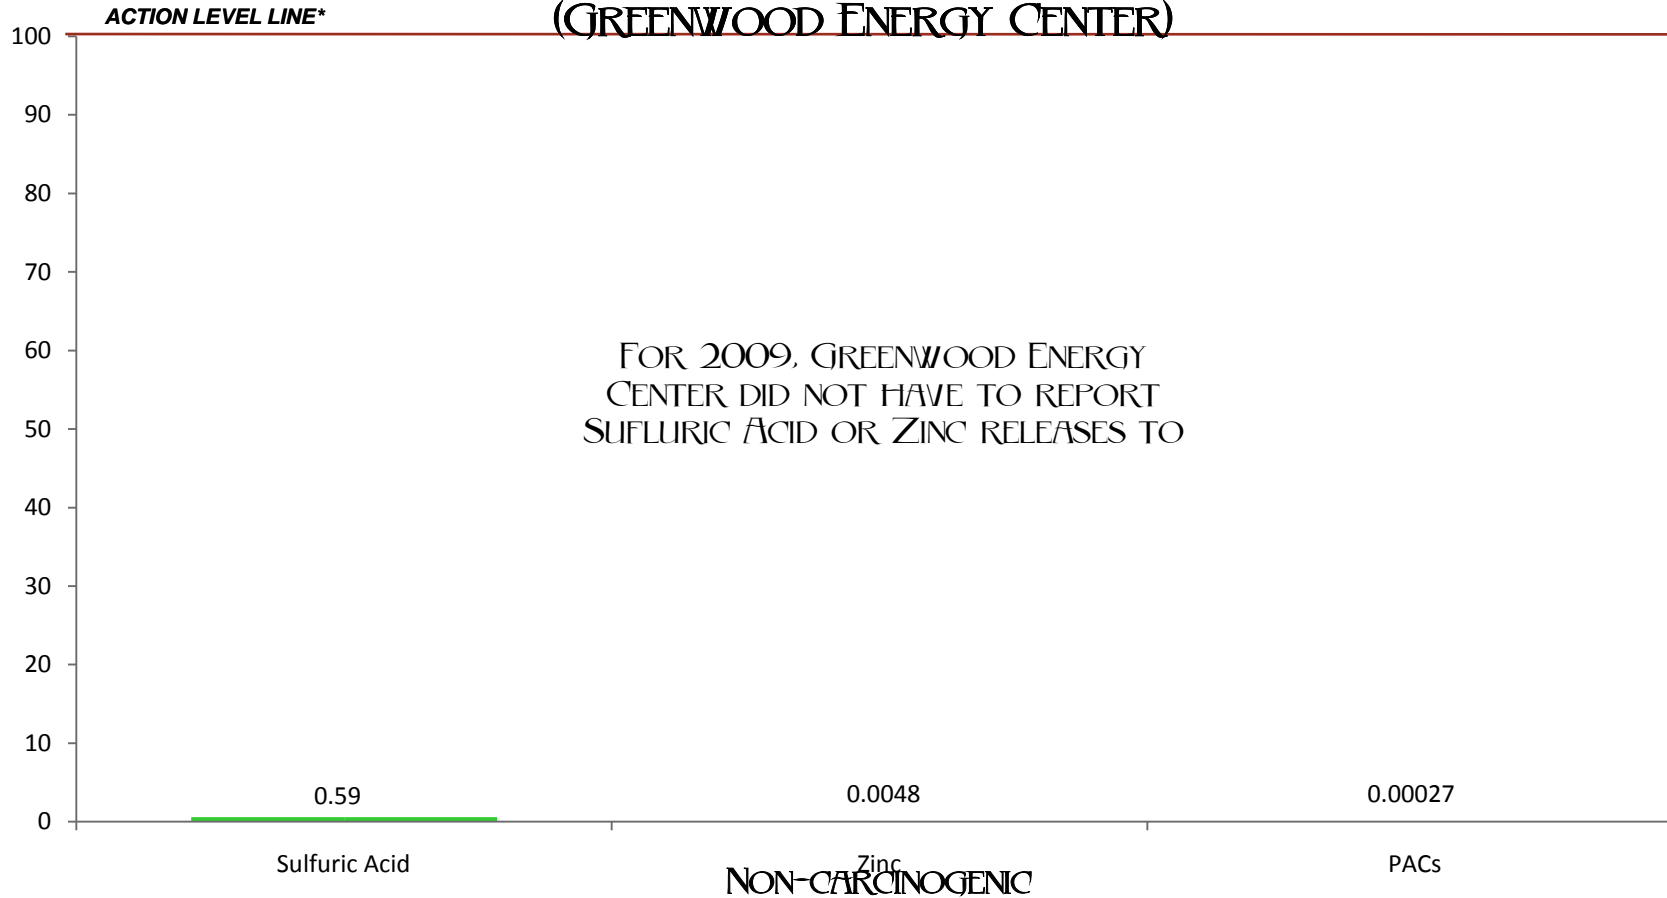 ACTION LEVEL LINE*
(Greenwood Energy Center)
100
90
80
70
60
50
40
30
20
10
0
For 2009, Greenwood Energy
Center did not have to report
Sufluric Acid or Zinc releases to
0.59
0.0048
0.00027
Sulfuric Acid
Zinc
PACs
Non-carcinogenic